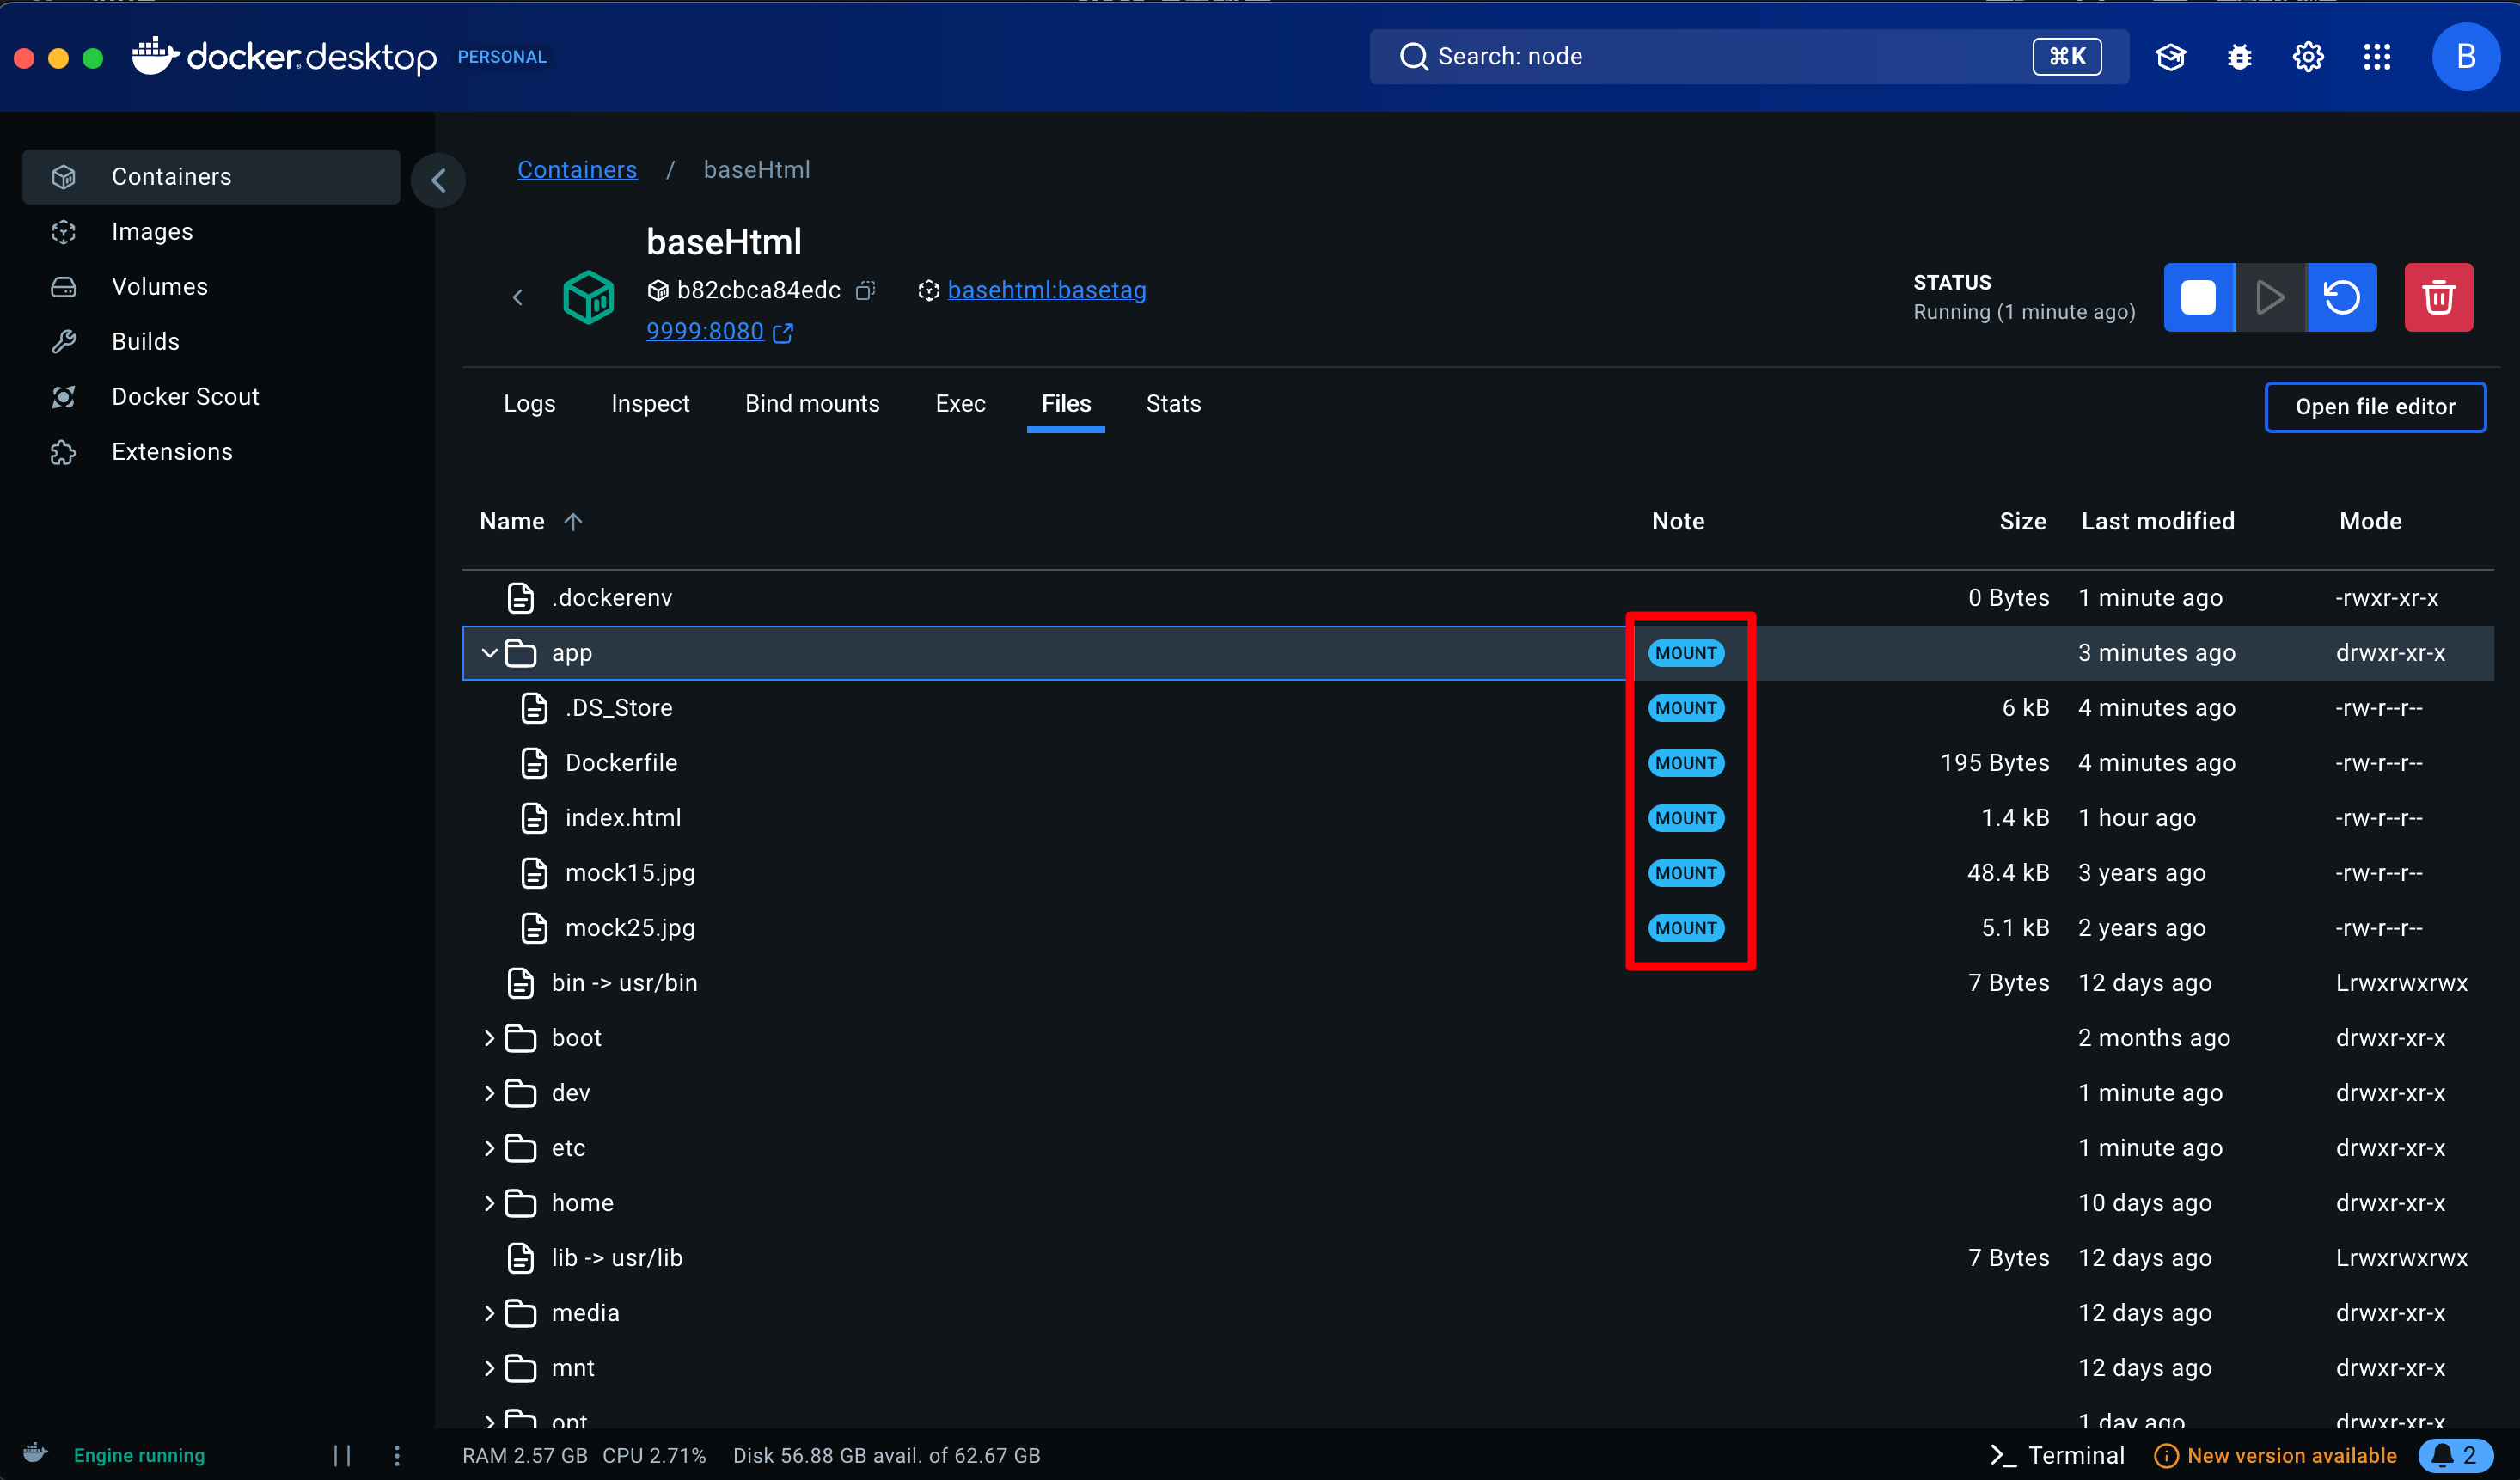 docker.desktop PERSONAL
Search: node
⌘K
B
Containers
Images
Volumes
Builds
Docker Scout
Extensions
Containers / baseHtml
baseHtml
b82cbca84edc basehtml:basetag
9999:8080
STATUS
Running (1 minute ago)
Logs Inspect Bind mounts Exec Files Stats
Open file editor
Name Note Size Last modified Mode
.dockerenv 0 Bytes 1 minute ago -rwxr-xr-x
app MOUNT 3 minutes ago drwxr-xr-x
.DS_Store MOUNT 6 kB 4 minutes ago -rw-r--r--
Dockerfile MOUNT 195 Bytes 4 minutes ago -rw-r--r--
index.html MOUNT 1.4 kB 1 hour ago -rw-r--r--
mock15.jpg MOUNT 48.4 kB 3 years ago -rw-r--r--
mock25.jpg MOUNT 5.1 kB 2 years ago -rw-r--r--
bin -> usr/bin 7 Bytes 12 days ago Lrwxrwxrwx
boot 2 months ago drwxr-xr-x
dev 1 minute ago drwxr-xr-x
etc 1 minute ago drwxr-xr-x
home 10 days ago drwxr-xr-x
lib -> usr/lib 7 Bytes 12 days ago Lrwxrwxrwx
media 12 days ago drwxr-xr-x
mnt 12 days ago drwxr-xr-x
opt 1 day ago drwxr-xr-x
Engine running
RAM 2.57 GB CPU 2.71% Disk 56.88 GB avail. of 62.67 GB
Terminal
New version available
2